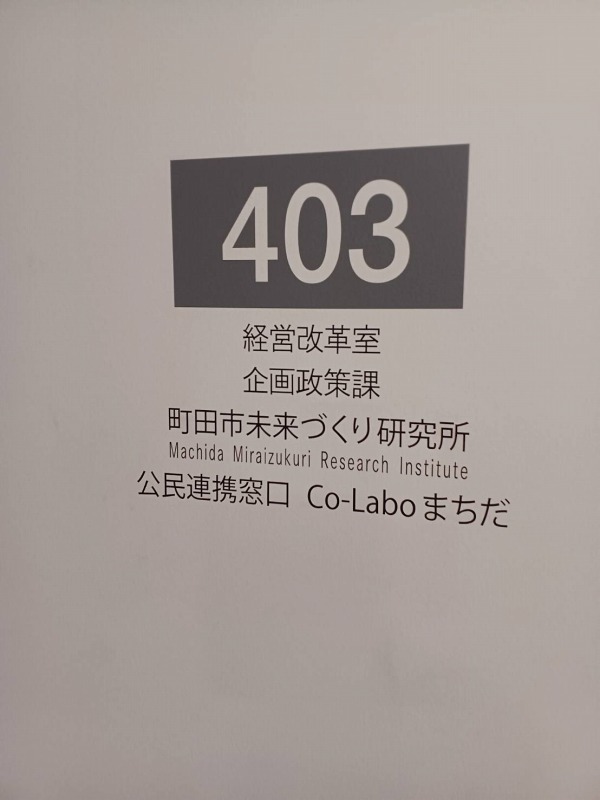 403
経営改革室
企画政策課
町田市未来づくり研究所
Machida Miraizukuri Research Institute
公民連携窓口 Co-Laboまちだ